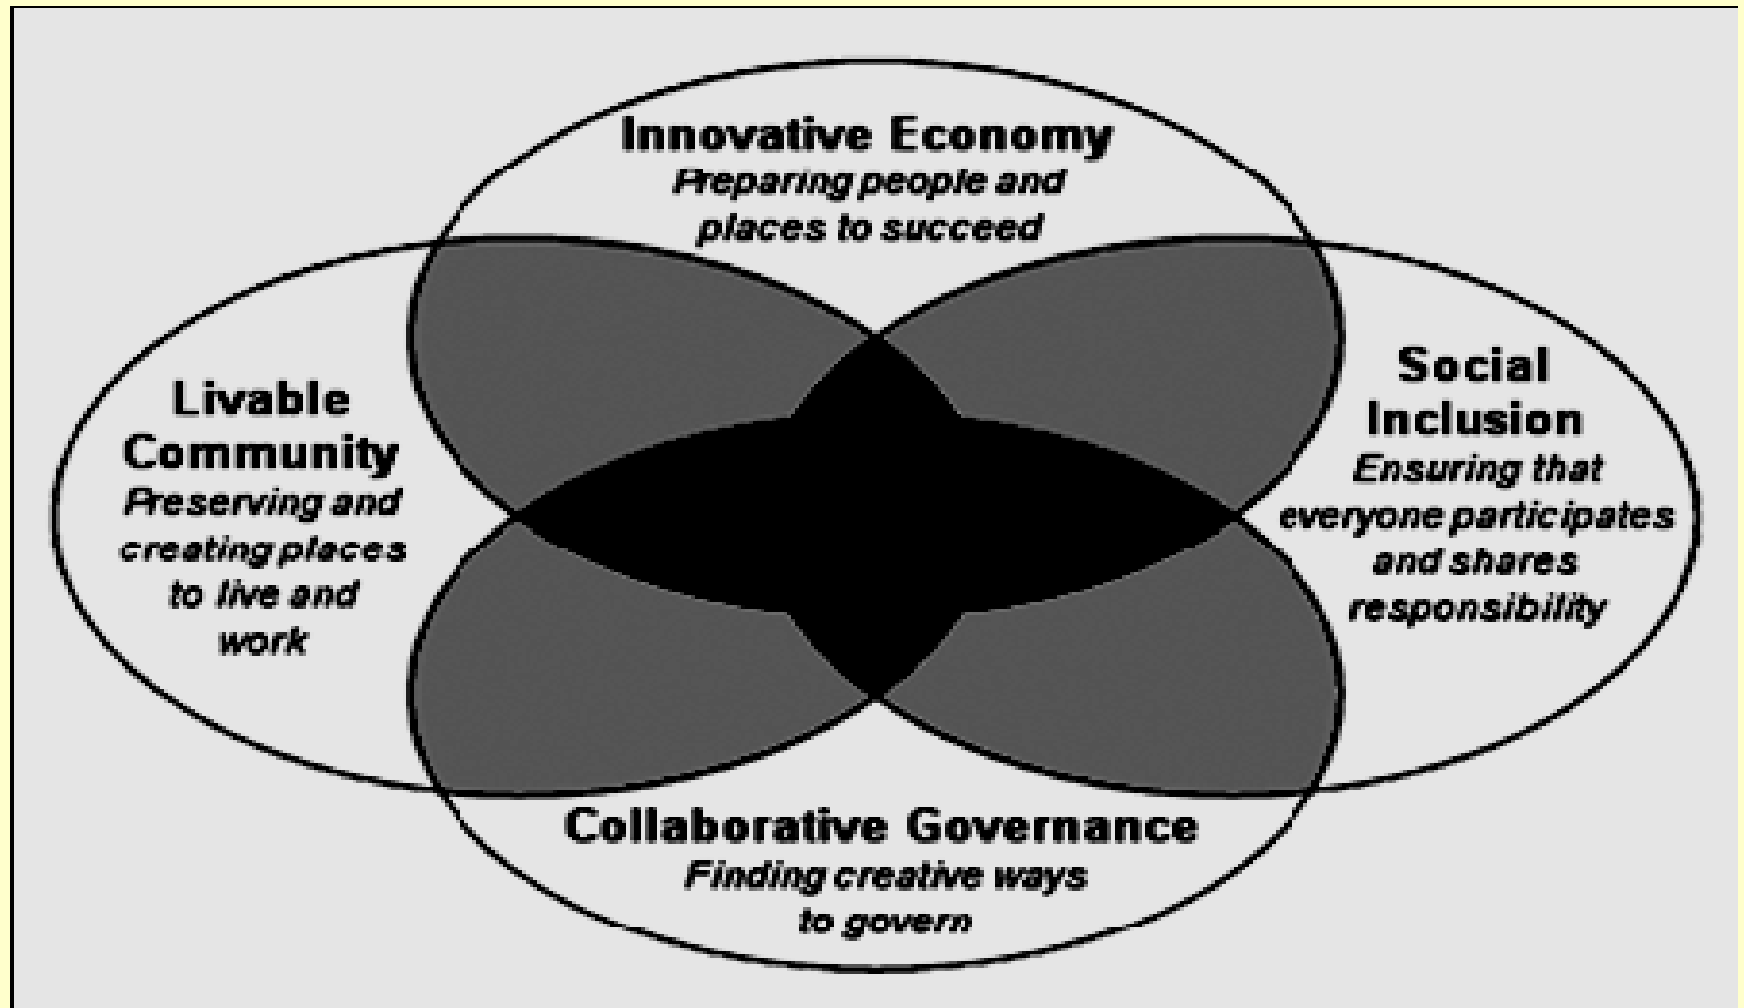 Innovative Economy
Preparing people and
places to succeed
Livable
Community
Preserving and
creating places
to live and
work
Social
Inclusion
Ensuring that
everyone participates
and shares
responsibility
Collaborative Governance
Finding creative ways
to govern